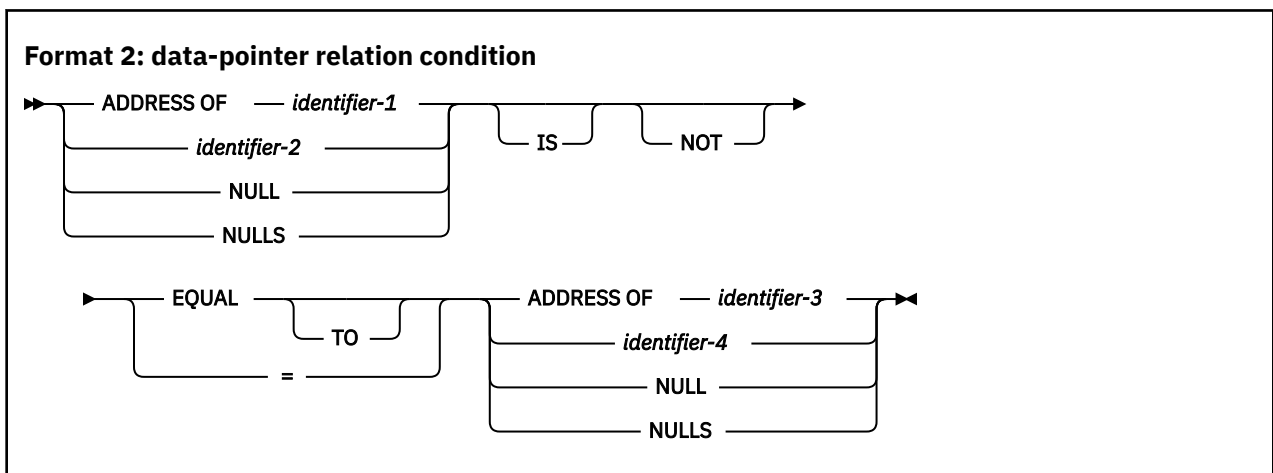 Format 2: data-pointer relation condition
ADDRESS OF identifier-1
IS NOT
identifier-2
NULL
NULLS
EQUAL ADDRESS OF identifier-3
TO identifier-4
=
NULL
NULLS